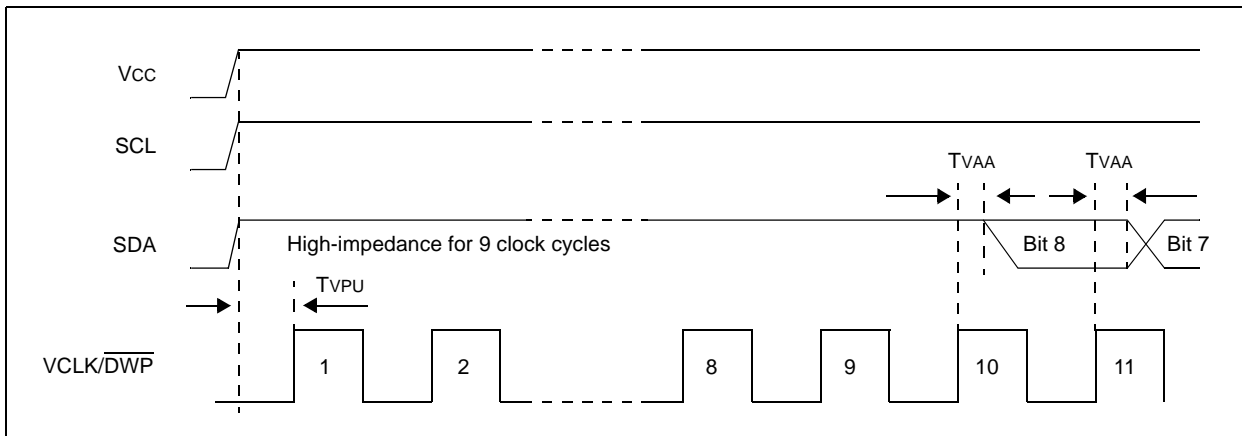 VCC
SCL
TVAA TVAA
SDA
High-impedance for 9 clock cycles
Bit 8
Bit 7
TVPU
VCLK/DWP
1 2 8 9 10 11